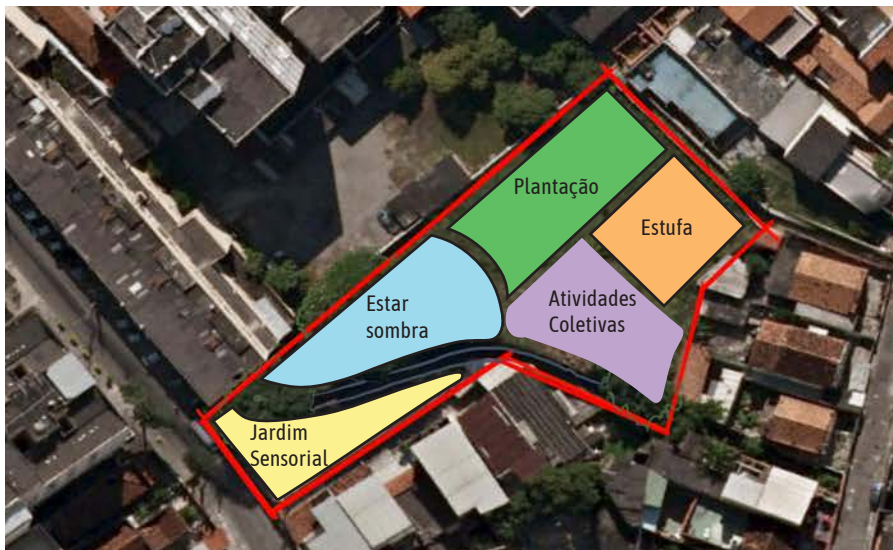 Plantação
Estufa
Estar
sombra
Atividades
Coletivas
Jardim
Sensorial